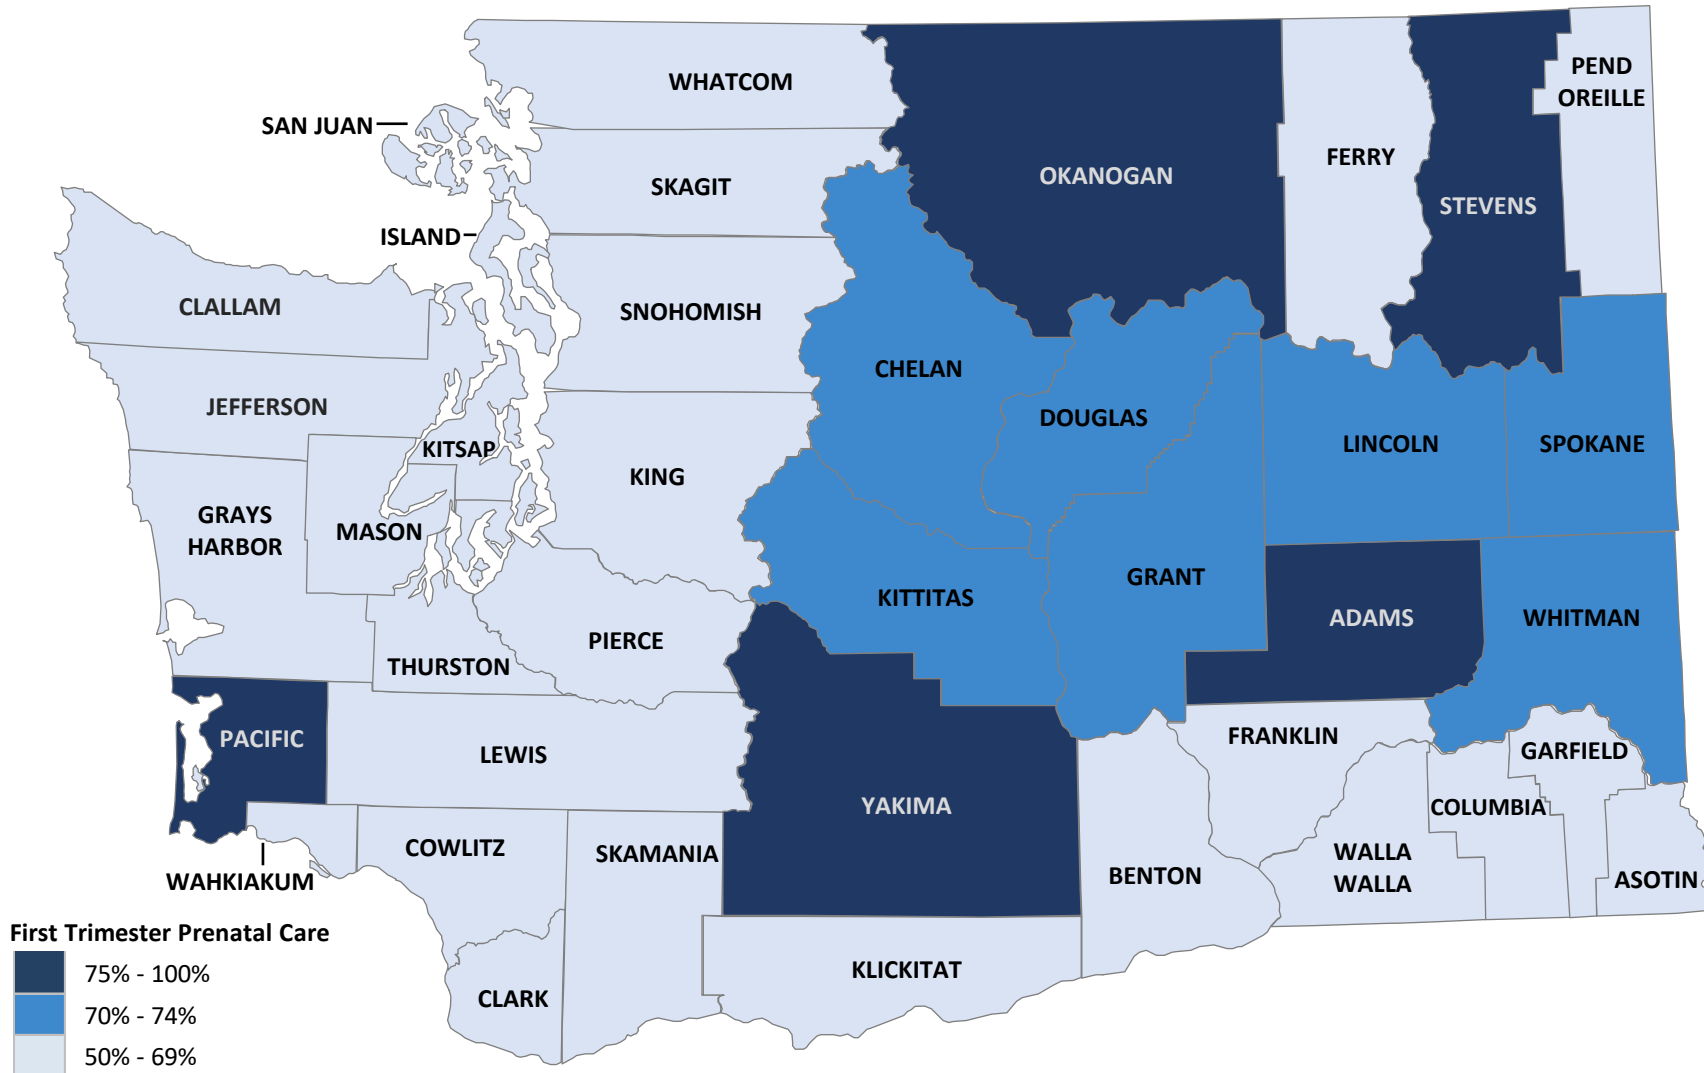 WHATCOM
PEND
OREILLE
SAN JUAN
FERRY
OKANOGAN
SKAGIT
STEVENS
ISLAND
CLALLAM
SNOHOMISH
CHELAN
JEFFERSON
DOUGLAS
KITSAP
LINCOLN
SPOKANE
KING
GRAYS
HARBOR
MASON
GRANT
KITTITAS
ADAMS
WHITMAN
PIERCE
THURSTON
PACIFIC
LEWIS
FRANKLIN
GARFIELD
YAKIMA
COLUMBIA
COWLITZ
SKAMANIA
WALLA
WALLA
WAHKIAKUM
BENTON
ASOTIN
KLICKITAT
CLARK
First Trimester Prenatal Care
75% - 100%
70% - 74%
50% - 69%